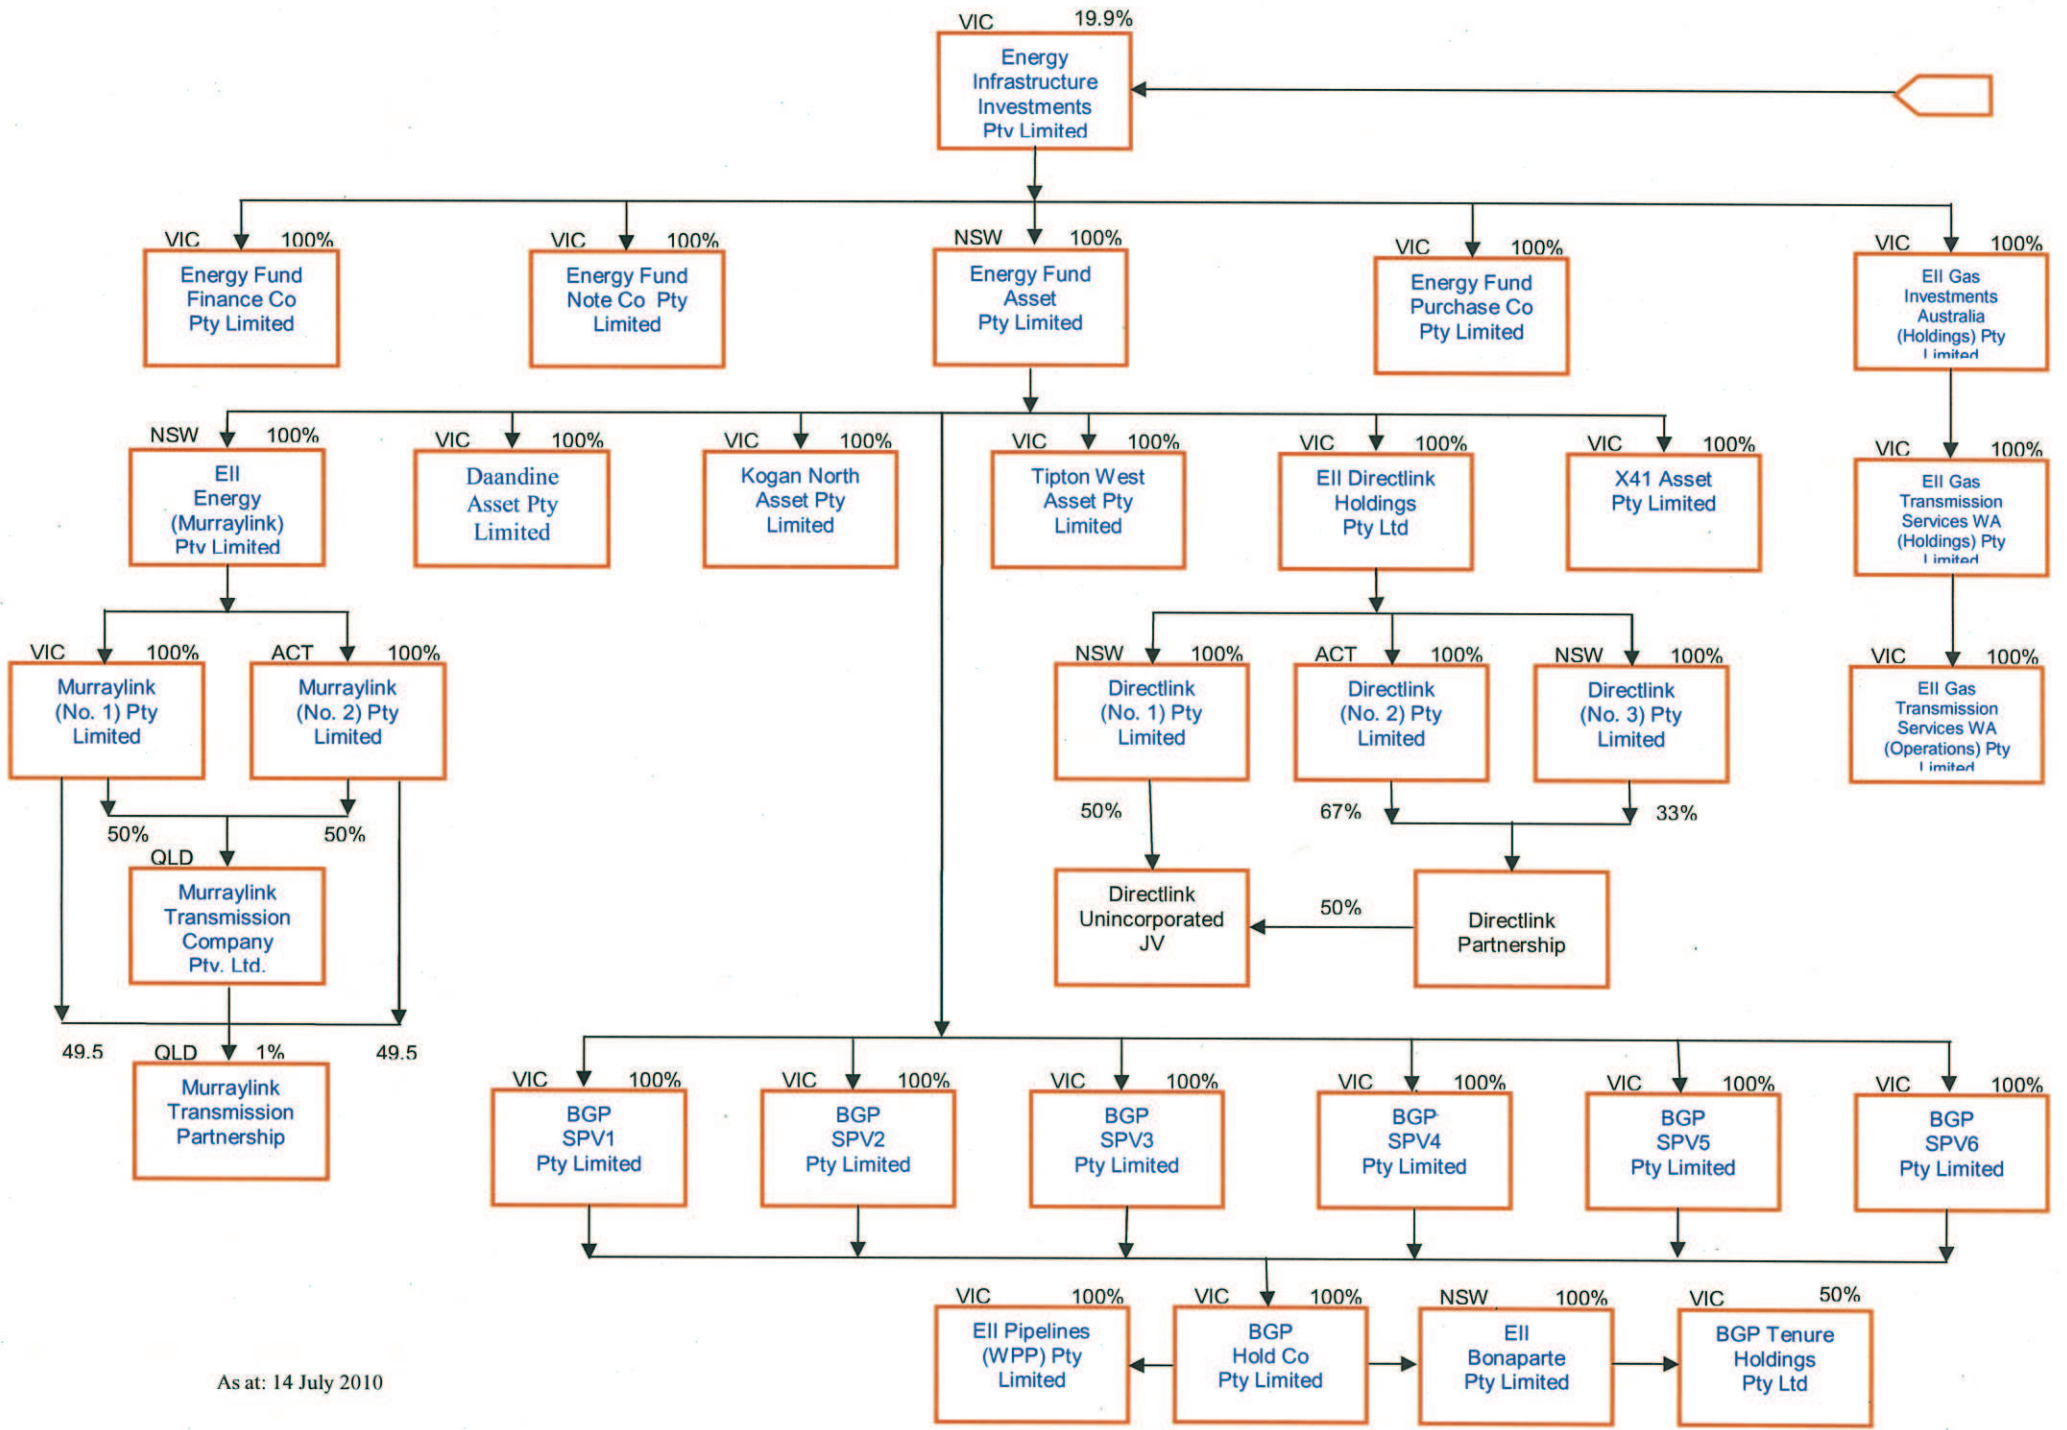 VIC 19.9%
Energy
Infrastructure
Investments
Pty Limited
VIC 100%
Energy Fund
Finance Co
Pty Limited
VIC 100%
Energy Fund
Note Co Pty
Limited
NSW 100%
Energy Fund
Asset
Pty Limited
VIC 100%
Energy Fund
Purchase Co
Pty Limited
VIC 100%
EII Gas
Investments
Australia
(Holdings) Pty
Limited
NSW 100%
EII
Energy
(Murraylink)
Pty Limited
VIC 100%
Daandine
Asset Pty
Limited
VIC 100%
Kogan North
Asset Pty
Limited
VIC 100%
Tipton West
Asset Pty
Limited
VIC 100%
EII Directlink
Holdings
Pty Ltd
VIC 100%
X41 Asset
Pty Limited
VIC 100%
EII Gas
Transmission
Services WA
(Holdings) Pty
Limited
VIC 100%
Murraylink
(No. 1) Pty
Limited
ACT 100%
Murraylink
(No. 2) Pty
Limited
NSW 100%
Directlink
(No. 1) Pty
Limited
ACT 100%
Directlink
(No. 2) Pty
Limited
NSW 100%
Directlink
(No. 3) Pty
Limited
VIC 100%
EII Gas
Transmission
Services WA
(Operations) Pty
Limited
50% 50%
50% 67% 33%
QLD
Murraylink
Transmission
Company
Pty. Ltd.
Directlink
Unincorporated
JV
50%
Directlink
Partnership
49.5 QLD 1% 49.5
Murraylink
Transmission
Partnership
VIC 100%
BGP
SPV1
Pty Limited
VIC 100%
BGP
SPV2
Pty Limited
VIC 100%
BGP
SPV3
Pty Limited
VIC 100%
BGP
SPV4
Pty Limited
VIC 100%
BGP
SPV5
Pty Limited
VIC 100%
BGP
SPV6
Pty Limited
VIC 100%
EII Pipelines
(WPP) Pty
Limited
VIC 100%
BGP
Hold Co
Pty Limited
NSW 100%
EII
Bonaparte
Pty Limited
VIC 50%
BGP Tenure
Holdings
Pty Ltd
As at: 14 July 2010